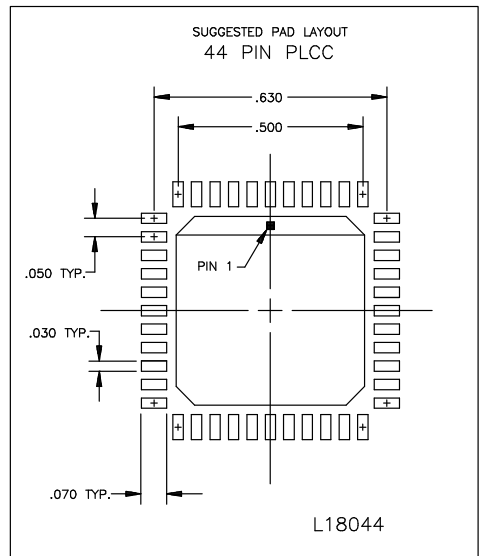 SUGGESTED PAD LAYOUT
44 PIN PLCC
.630
.500
PIN 1
.050 TYP.
.030 TYP.
.070 TYP.
L18044